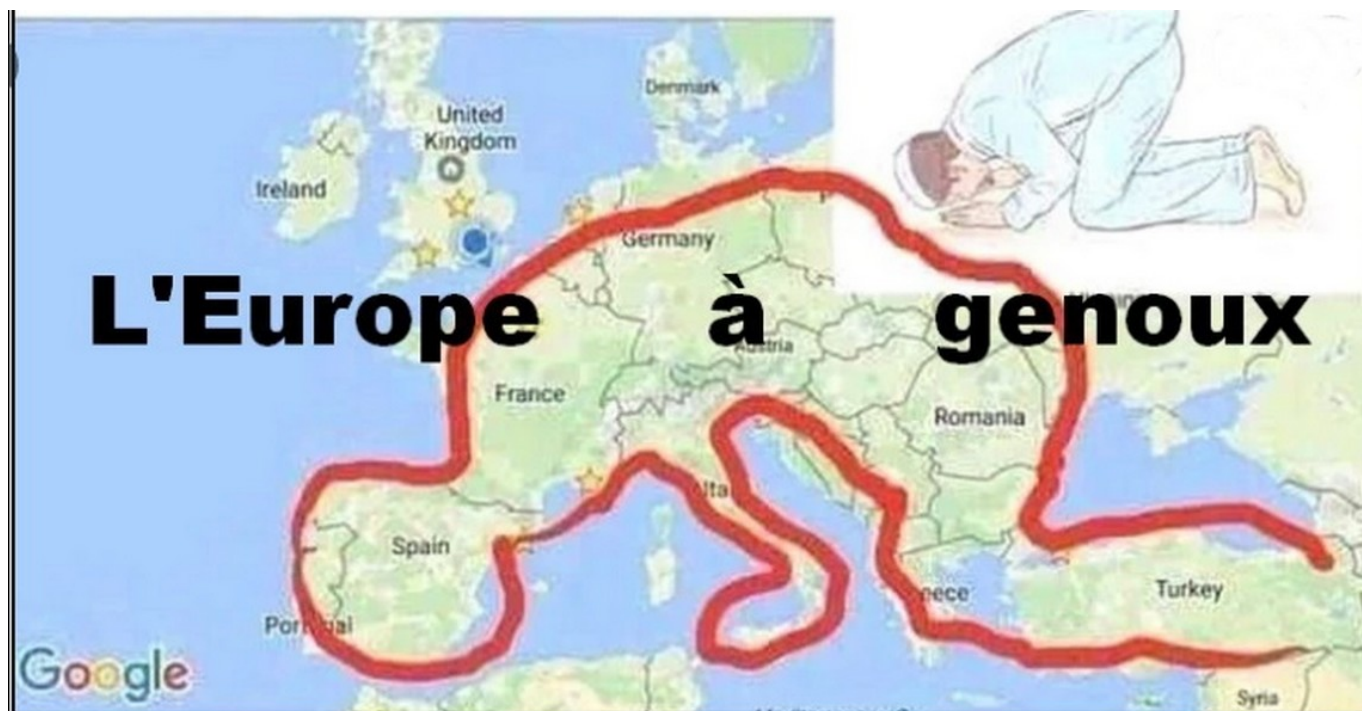 Denmark
United
Kingdom
Ireland
Germany
L'Europe à genoux
Austria
France
Romania
Spain
Turkey
Google
Syria